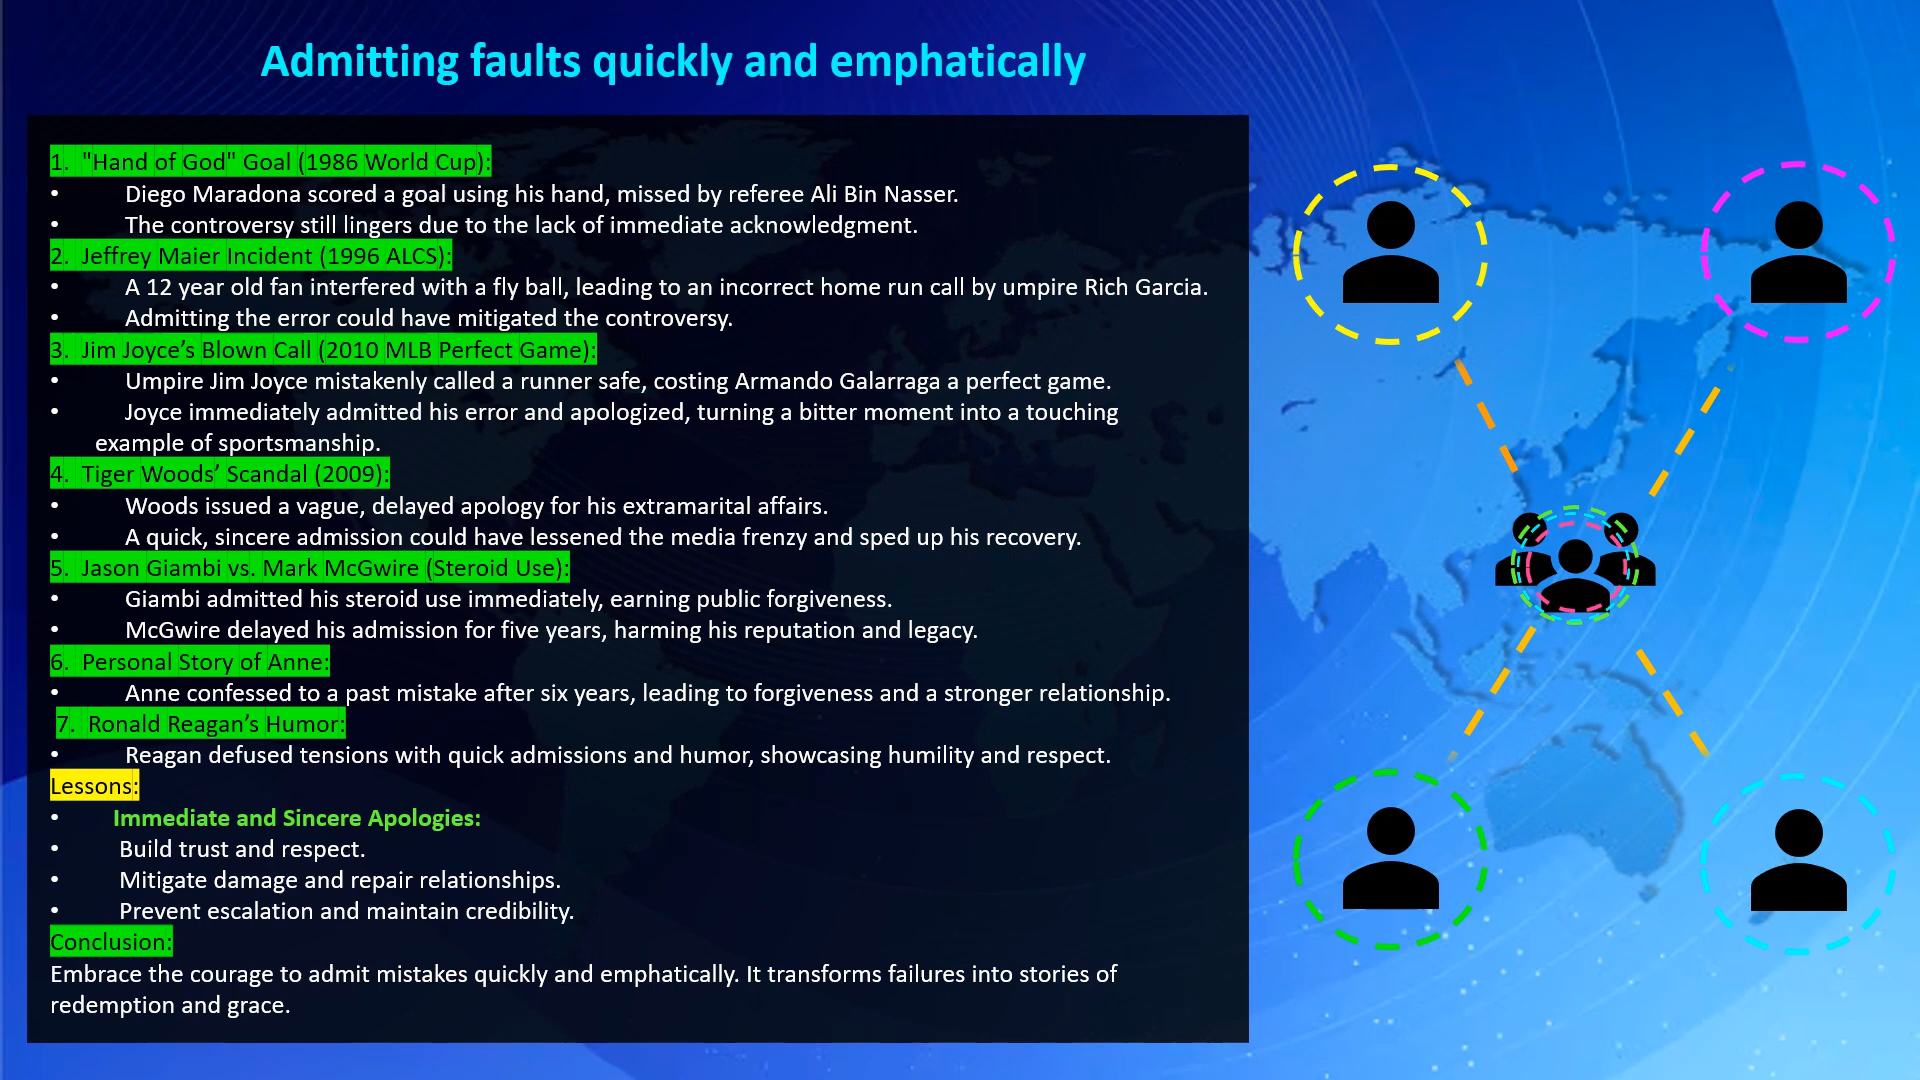 Admitting faults quickly and emphatically
1. "Hand of God" Goal (1986 World Cup):
• Diego Maradona scored a goal using his hand, missed by referee Ali Bin Nasser.
• The controversy still lingers due to the lack of immediate acknowledgment.
2. Jeffrey Maier Incident (1996 ALCS):
• A 12 year old fan interfered with a fly ball, leading to an incorrect home run call by umpire Rich Garcia.
• Admitting the error could have mitigated the controversy.
3. Jim Joyce’s Blown Call (2010 MLB Perfect Game):
• Umpire Jim Joyce mistakenly called a runner safe, costing Armando Galarraga a perfect game.
• Joyce immediately admitted his error and apologized, turning a bitter moment into a touching
example of sportsmanship.
4. Tiger Woods’ Scandal (2009):
• Woods issued a vague, delayed apology for his extramarital affairs.
• A quick, sincere admission could have lessened the media frenzy and sped up his recovery.
5. Jason Giambi vs. Mark McGwire (Steroid Use):
• Giambi admitted his steroid use immediately, earning public forgiveness.
• McGwire delayed his admission for five years, harming his reputation and legacy.
6. Personal Story of Anne:
• Anne confessed to a past mistake after six years, leading to forgiveness and a stronger relationship.
7. Ronald Reagan’s Humor:
• Reagan defused tensions with quick admissions and humor, showcasing humility and respect.
Lessons:
• Immediate and Sincere Apologies:
• Build trust and respect.
• Mitigate damage and repair relationships.
• Prevent escalation and maintain credibility.
Conclusion:
Embrace the courage to admit mistakes quickly and emphatically. It transforms failures into stories of
redemption and grace.